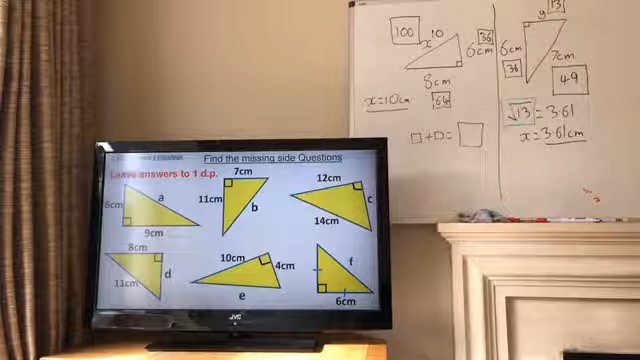 Find the missing side Questions
Leave answers to 1 d.p.
8cm
a
9cm
7cm
11cm
b
12cm
14cm
c
8cm
11cm
d
10cm
4cm
e
f
6cm
JVC
100
x
10
36
6cm
8cm
64
x=10cm
□+□=□
y
13
6cm
36
7cm
49
√13 = 3.61
x=3.61cm